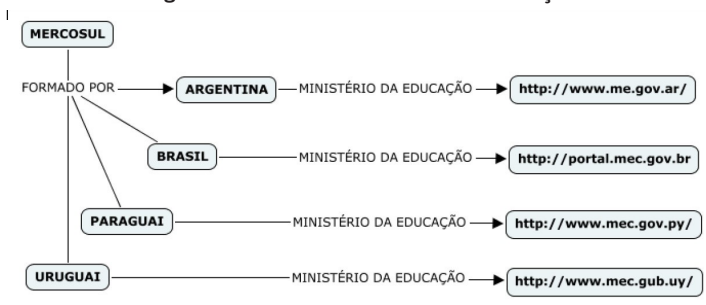 MERCOSUL
FORMADO POR ARGENTINA MINISTÉRIO DA EDUCAÇÃO http://www.me.gov.ar/
BRASIL MINISTÉRIO DA EDUCAÇÃO http://portal.mec.gov.br
PARAGUAI MINISTÉRIO DA EDUCAÇÃO http://www.mec.gov.py/
URUGUAI MINISTÉRIO DA EDUCAÇÃO http://www.mec.gub.uy/